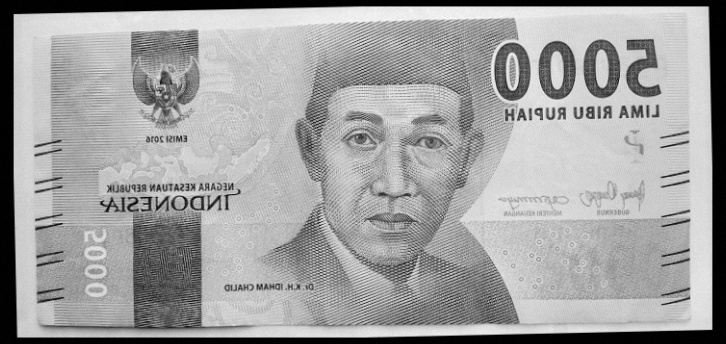 5000
LIMA RIBU RUPIAH
EMISI 2016
NEGARA KESATUAN REPUBLIK
INDONESIA
GUBERNUR
MENTERI KEUANGAN
5000
Dr. K.H. IDHAM CHALID